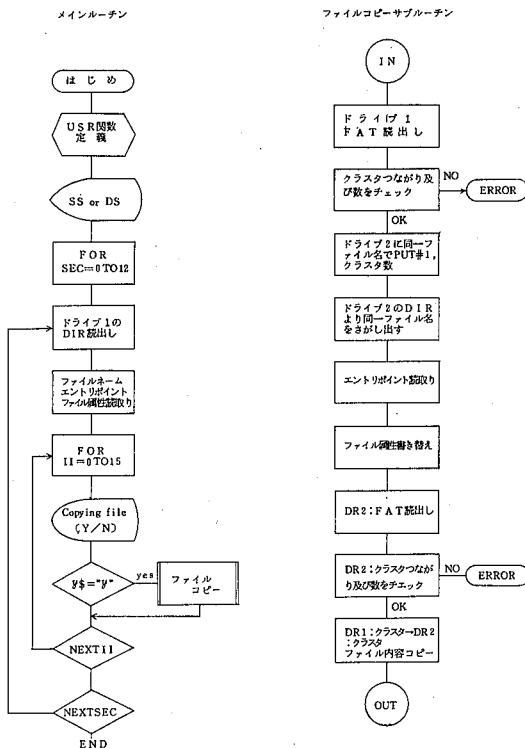 メインルーチン
はじめ
USR関数
定義
SS or DS
FOR
SEC=0TO12
ドライブ1の
DIR読出し
ファイルネーム
エントリポイント
ファイル属性読取り
FOR
II=0TO15
Copying file
(Y/N)
y$="y"
yes
ファイル
コピー
NEXTII
NEXTSEC
END
ファイルコピーサブルーチン
IN
ドライブ1
FAT読出し
クラスタつながり及
び数をチェック
NO
ERROR
OK
ドライブ2に同一フ
ァイル名でPUT#1,
クラスタ数
ドライブ2のDIR
より同一ファイル名
をさがし出す
エントリポイント読取り
ファイル属性書き替え
DR2:FAT読出し
DR2:クラスタつなが
り及び数をチェック
NO
ERROR
OK
DR1:クラスタ→DR2
:クラスタ
ファイル内容コピー
OUT